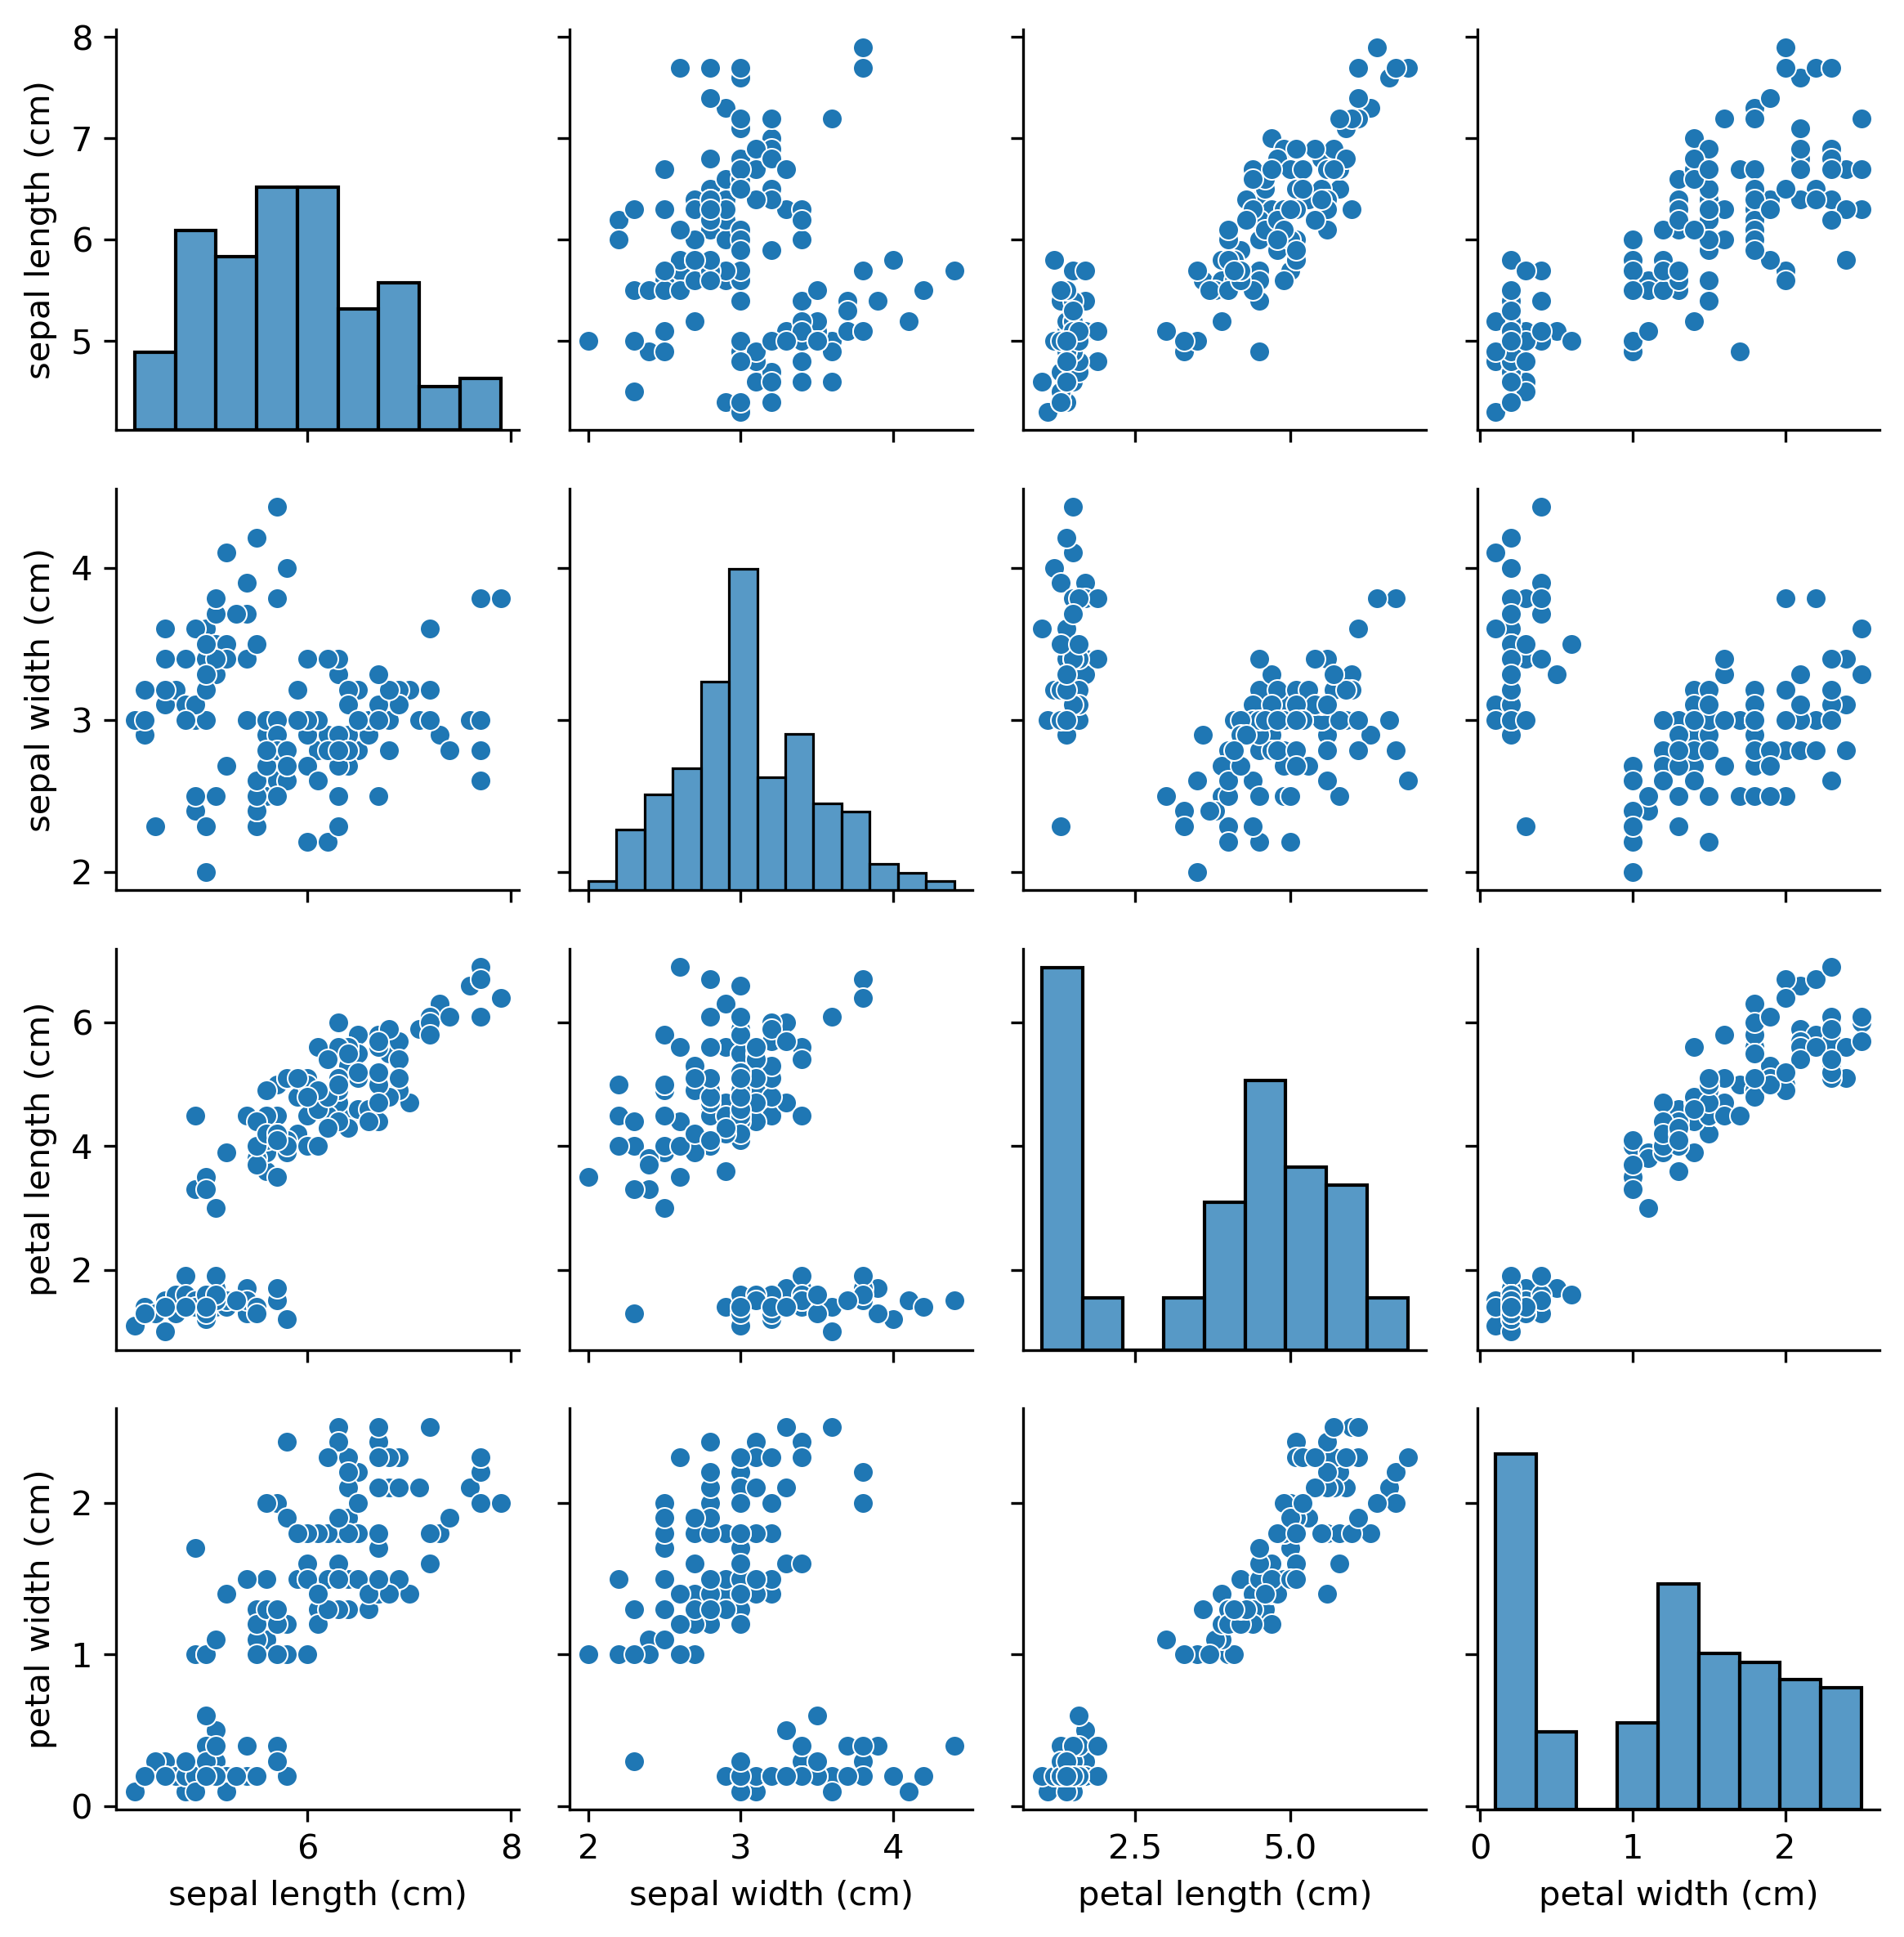 8
7
6
5
sepal length (cm)
4
3
2
sepal width (cm)
6
4
2
petal length (cm)
2
1
0
petal width (cm)
6 8
2 3 4
2.5 5.0
0 1 2
sepal length (cm)
sepal width (cm)
petal length (cm)
petal width (cm)